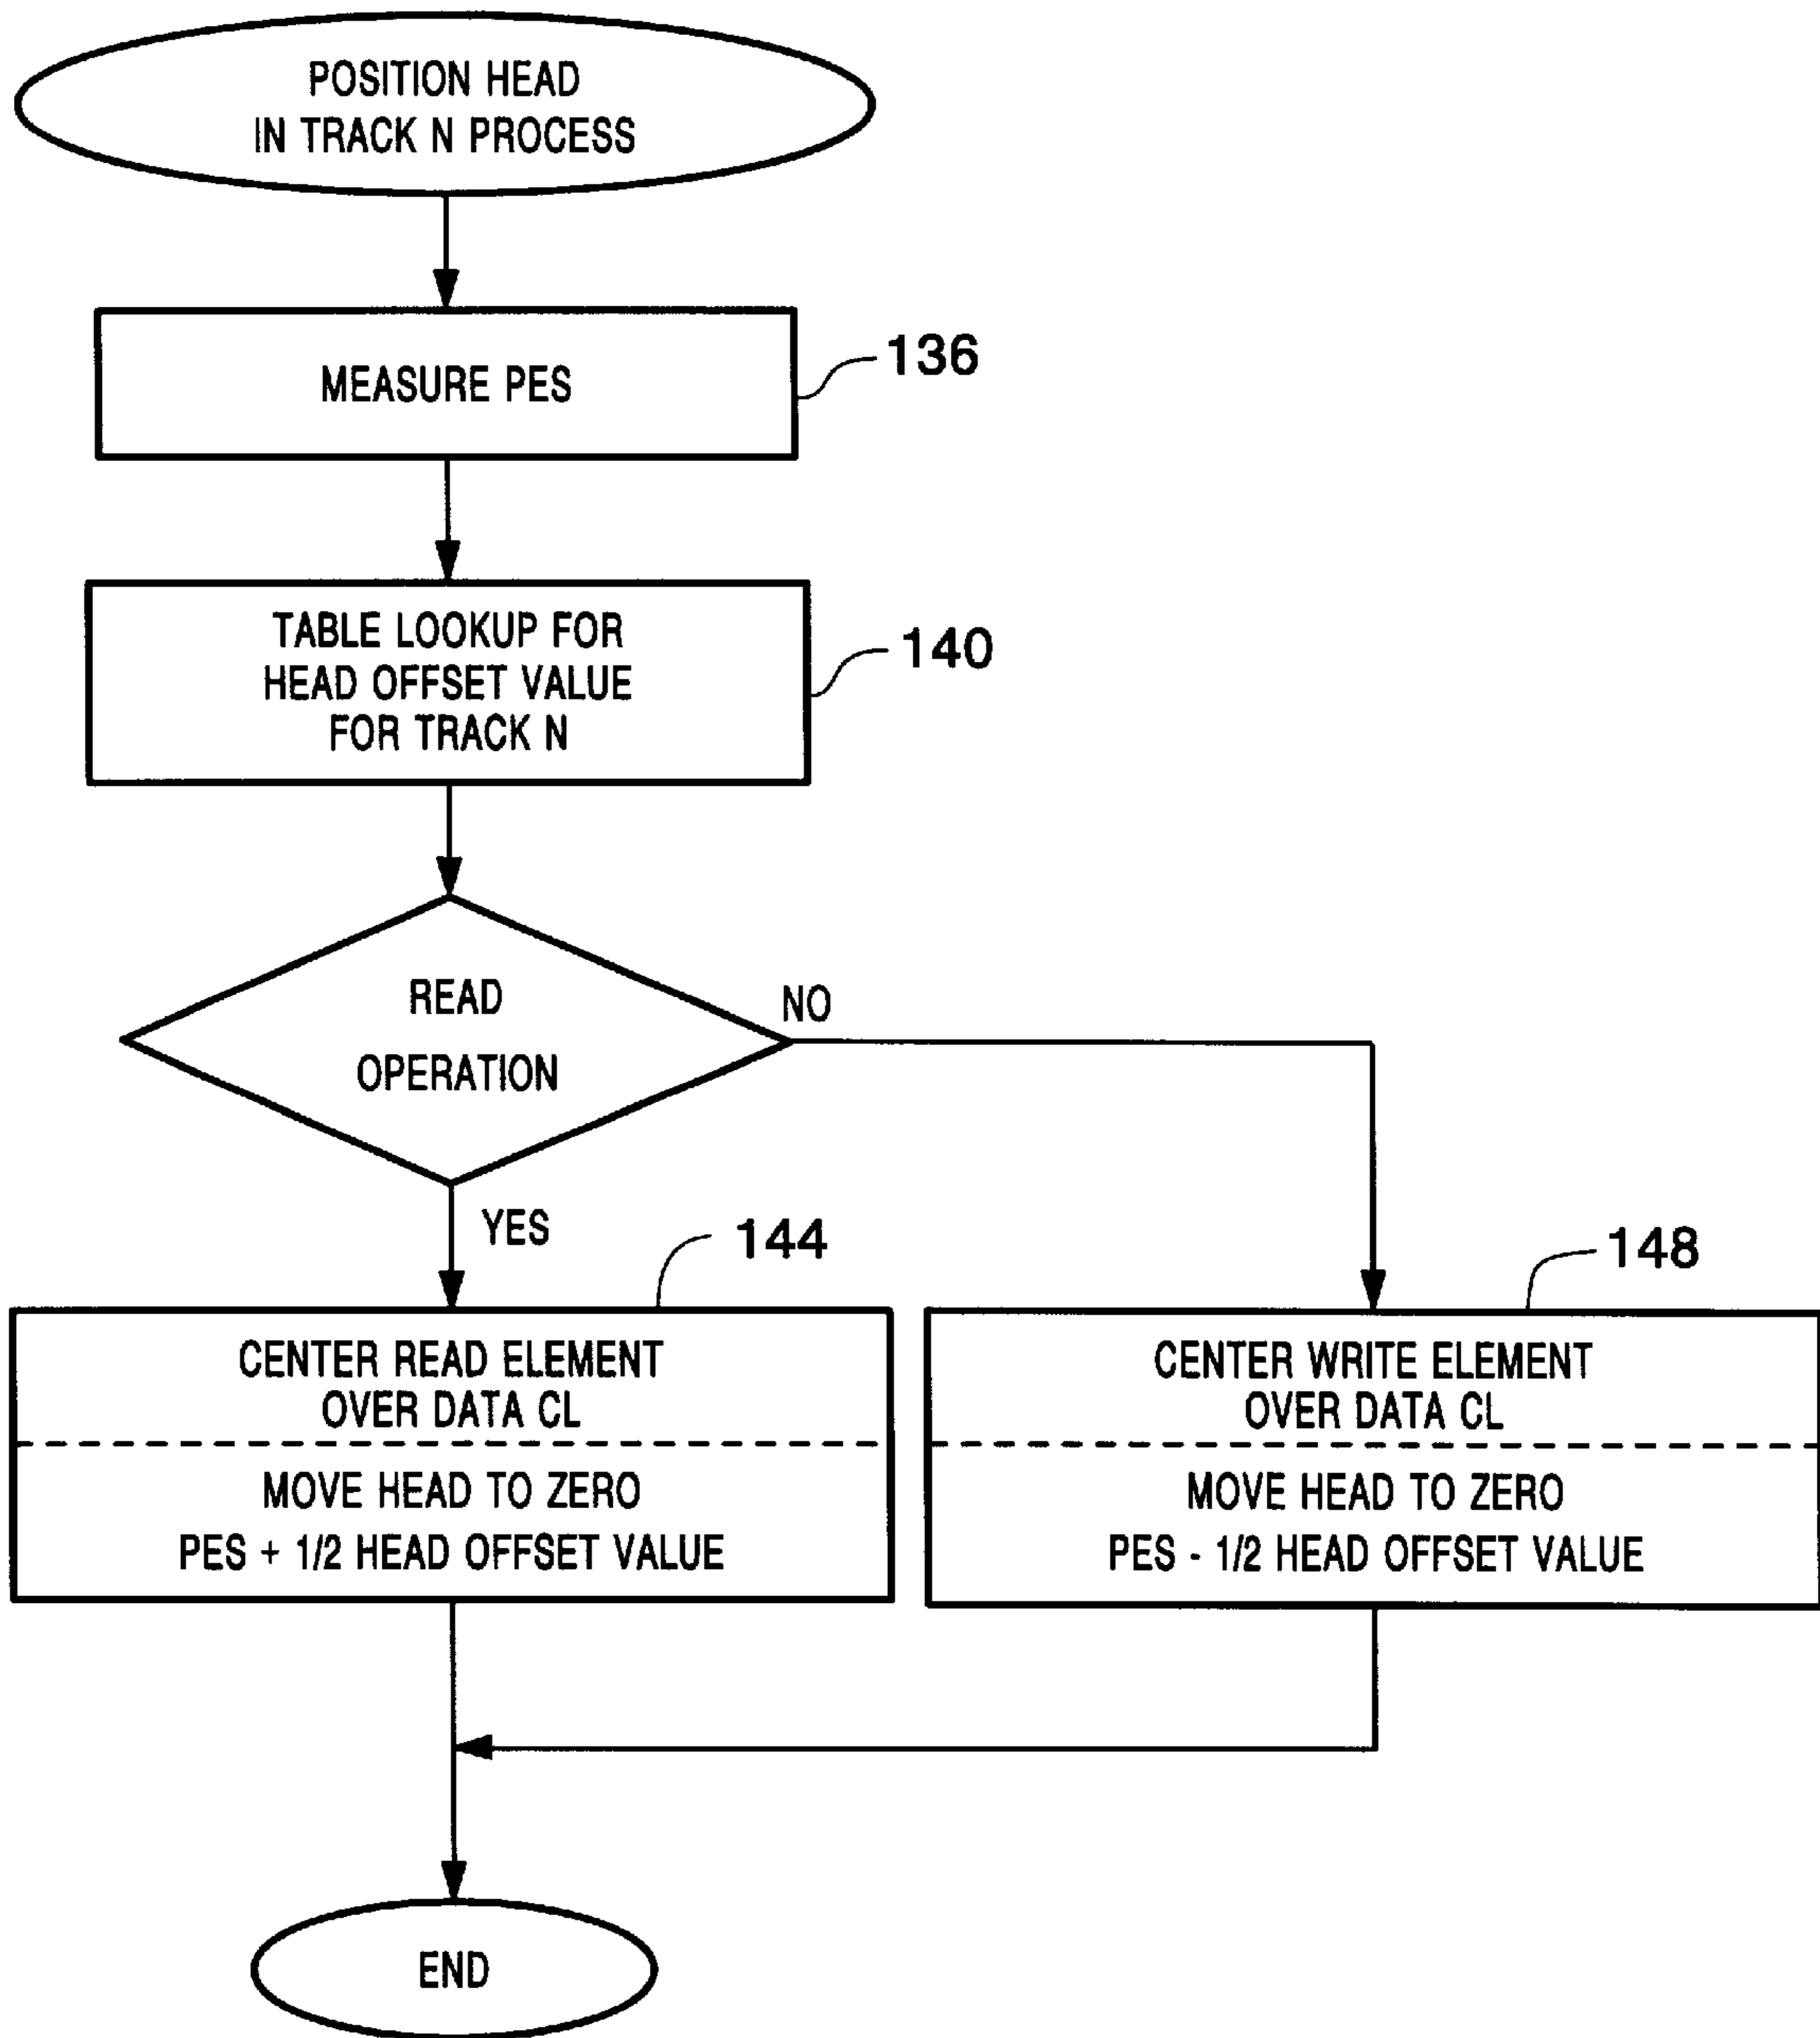 POSITION HEAD
IN TRACK N PROCESS
MEASURE PES
136
TABLE LOOKUP FOR
HEAD OFFSET VALUE
FOR TRACK N
140
READ
OPERATION
NO
YES
144
CENTER READ ELEMENT
OVER DATA CL
MOVE HEAD TO ZERO
PES + 1/2 HEAD OFFSET VALUE
148
CENTER WRITE ELEMENT
OVER DATA CL
MOVE HEAD TO ZERO
PES - 1/2 HEAD OFFSET VALUE
END